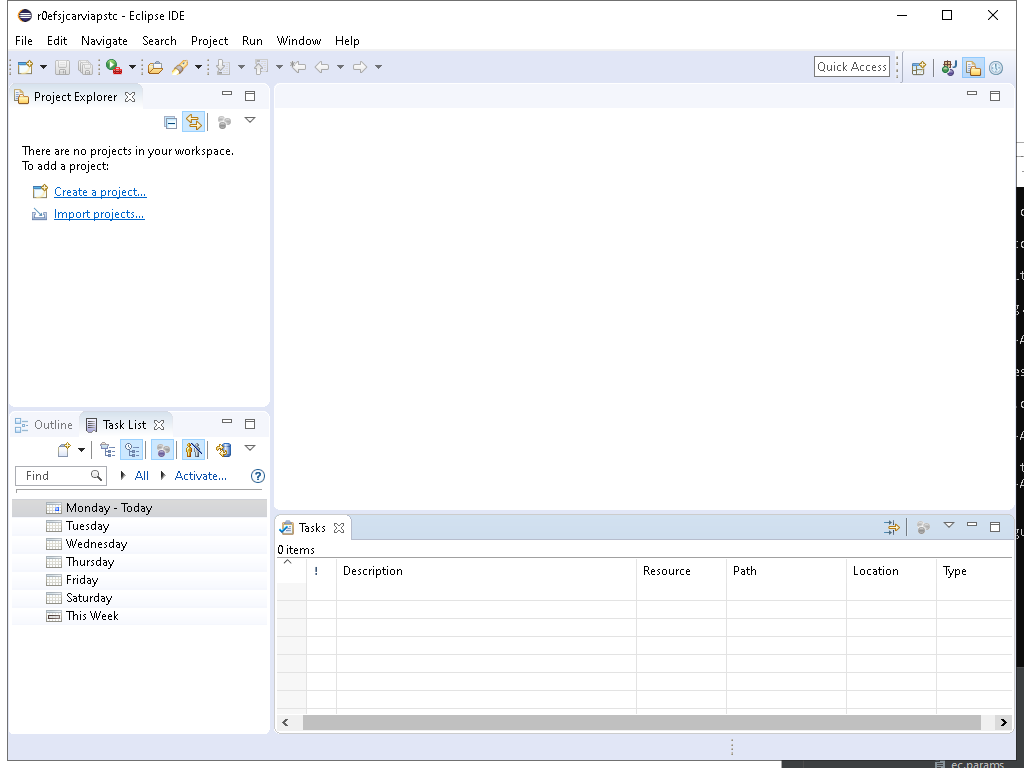 r0efsjcarviapstc - Eclipse IDE
File Edit Navigate Search Project Run Window Help
Quick Access
Project Explorer
There are no projects in your workspace.
To add a project:
Create a project...
Import projects...
Outline Task List
Find All Activate...
Monday - Today
Tuesday
Wednesday
Thursday
Friday
Saturday
This Week
Tasks
0 items
! Description Resource Path Location Type
ec.params